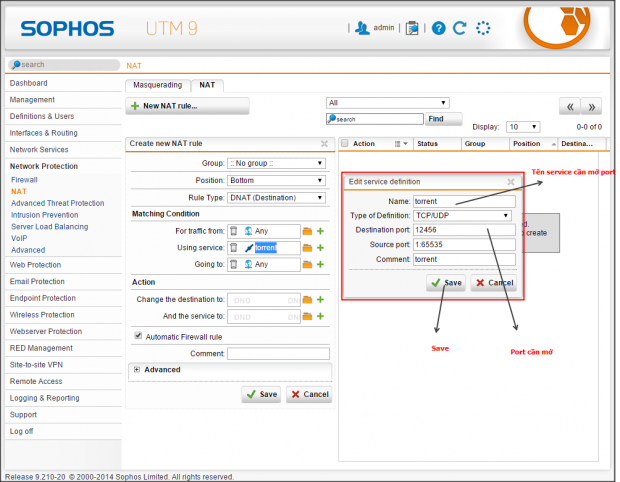 SOPHOS UTM 9
| admin | | ? C
search
NAT
Dashboard
Management
Definitions & Users
Interfaces & Routing
Network Services
Network Protection
Firewall
NAT
Advanced Threat Protection
Intrusion Prevention
Server Load Balancing
VoIP
Advanced
Web Protection
Email Protection
Endpoint Protection
Wireless Protection
Webserver Protection
RED Management
Site-to-site VPN
Remote Access
Logging & Reporting
Support
Log off
Masquerading NAT
+ New NAT rule...
All
search Find
Display: 10
« »
0-0 of 0
Create new NAT rule
Group: :: No group ::
Position: Bottom
Rule Type: DNAT (Destination)
Matching Condition
For traffic from: Any
Using service: torrent
Going to: Any
Action
Change the destination to: DND DN
And the service to: DND DN
Automatic Firewall rule
Comment:
Advanced
Save Cancel
Action Status Group Position Destina...
Edit service definition
Name: torrent
Type of Definition: TCP/UDP
Destination port: 12456
Source port: 1:65535
Comment: torrent
Save Cancel
d.
create
Tên service cần mở port
Save
Port cần mở
Release 9.210-20 © 2000-2014 Sophos Limited. All rights reserved.